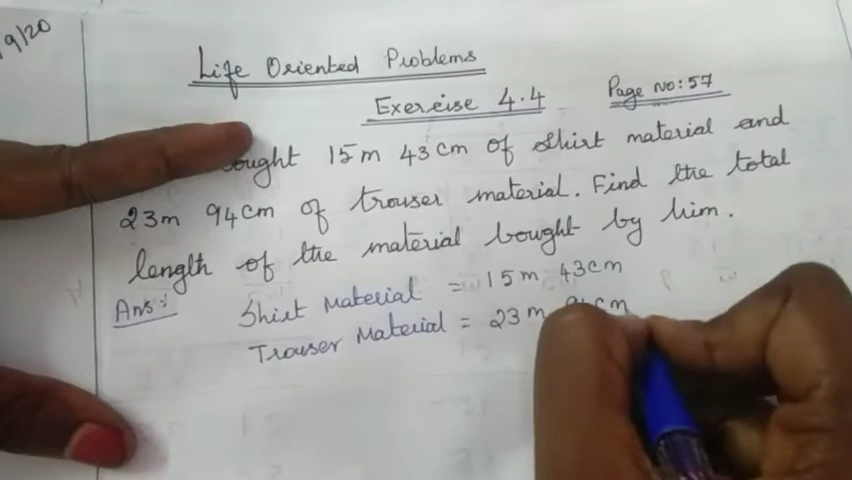 9/20
Life Oriented Problems
Exercise 4.4
Page No: 57
bought 15m 43cm of shirt material and
23m 94cm of trouser material. Find the total
length of the material bought by him.
Ans:
Shirt Material = 15m 43cm
Trouser Material = 23m 94cm